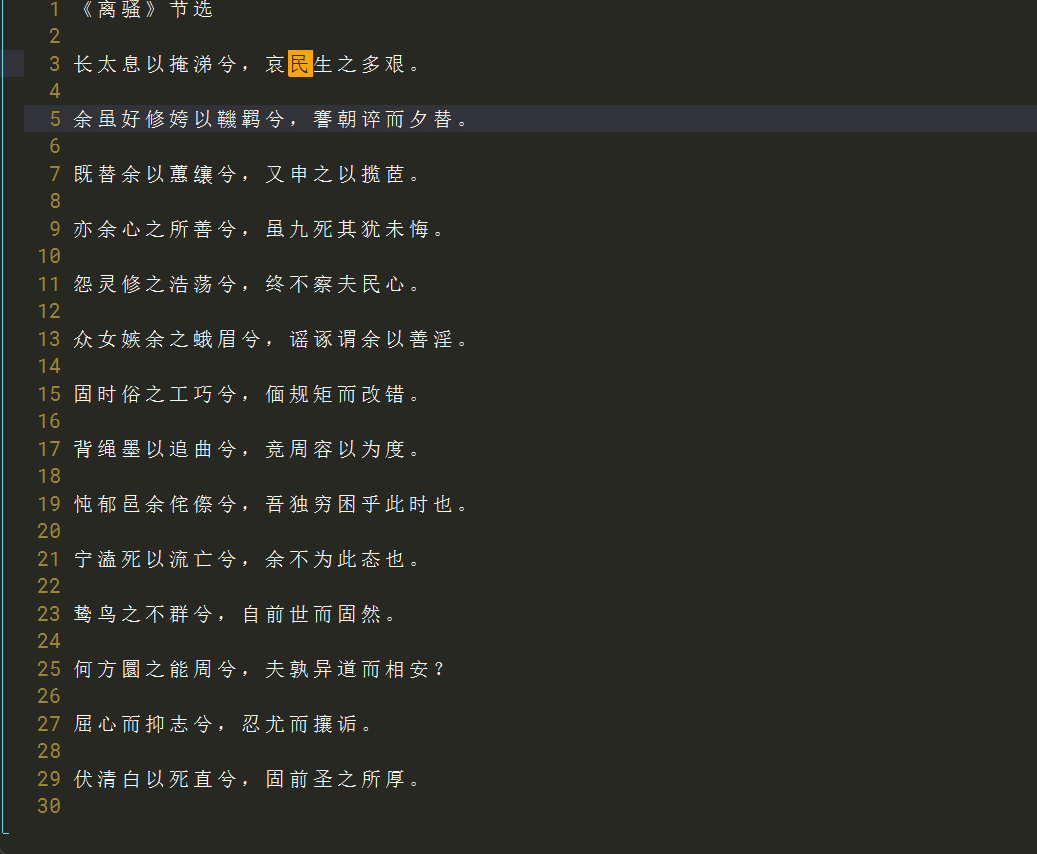 1 《离骚》节选
2
3 长太息以掩涕兮，哀民生之多艰。
4
5 余虽好修姱以鞿羁兮，謇朝谇而夕替。
6
7 既替余以蕙𬙋兮，又申之以揽茝。
8
9 亦余心之所善兮，虽九死其犹未悔。
10
11 怨灵修之浩荡兮，终不察夫民心。
12
13 众女嫉余之蛾眉兮，谣诼谓余以善淫。
14
15 固时俗之工巧兮，偭规矩而改错。
16
17 背绳墨以追曲兮，竞周容以为度。
18
19 忳郁邑余侘傺兮，吾独穷困乎此时也。
20
21 宁溘死以流亡兮，余不为此态也。
22
23 鸷鸟之不群兮，自前世而固然。
24
25 何方圜之能周兮，夫孰异道而相安？
26
27 屈心而抑志兮，忍尤而攘诟。
28
29 伏清白以死直兮，固前圣之所厚。
30